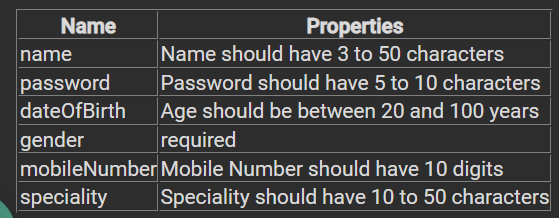 Name Properties
name Name should have 3 to 50 characters
password Password should have 5 to 10 characters
dateOfBirth Age should be between 20 and 100 years
gender required
mobileNumber Mobile Number should have 10 digits
speciality Speciality should have 10 to 50 characters